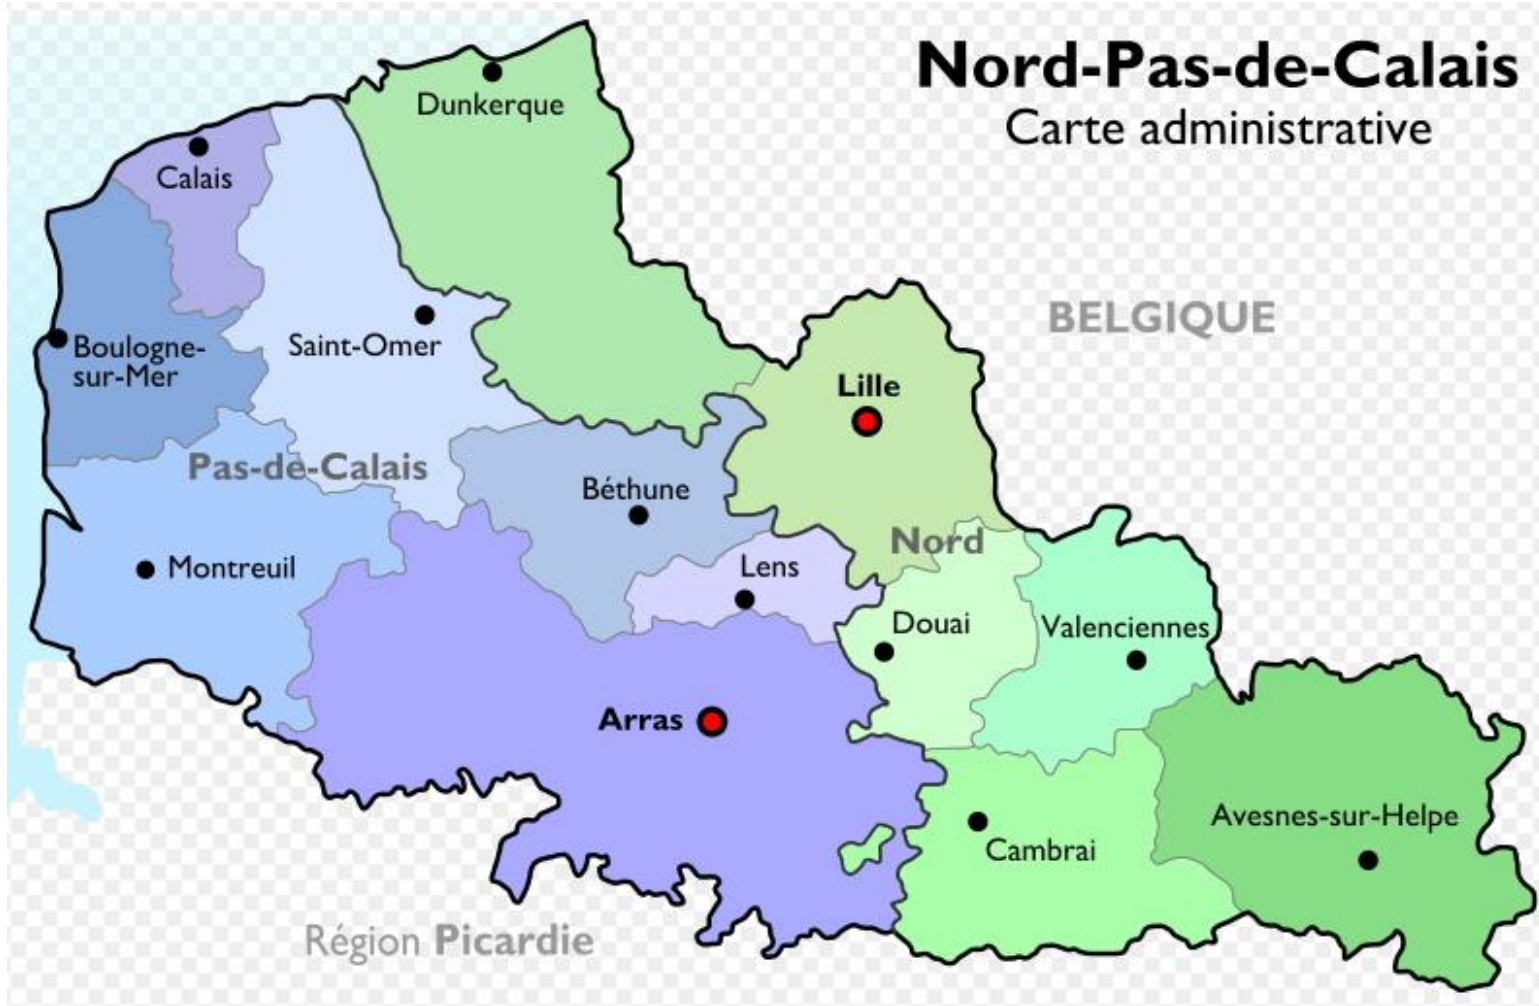 Nord-Pas-de-Calais
Carte administrative
Dunkerque
Calais
BELGIQUE
Boulogne-
sur-Mer
Saint-Omer
Lille
Pas-de-Calais
Béthune
Nord
Montreuil
Lens
Douai
Valenciennes
Arras
Avesnes-sur-Helpe
Cambrai
Région Picardie